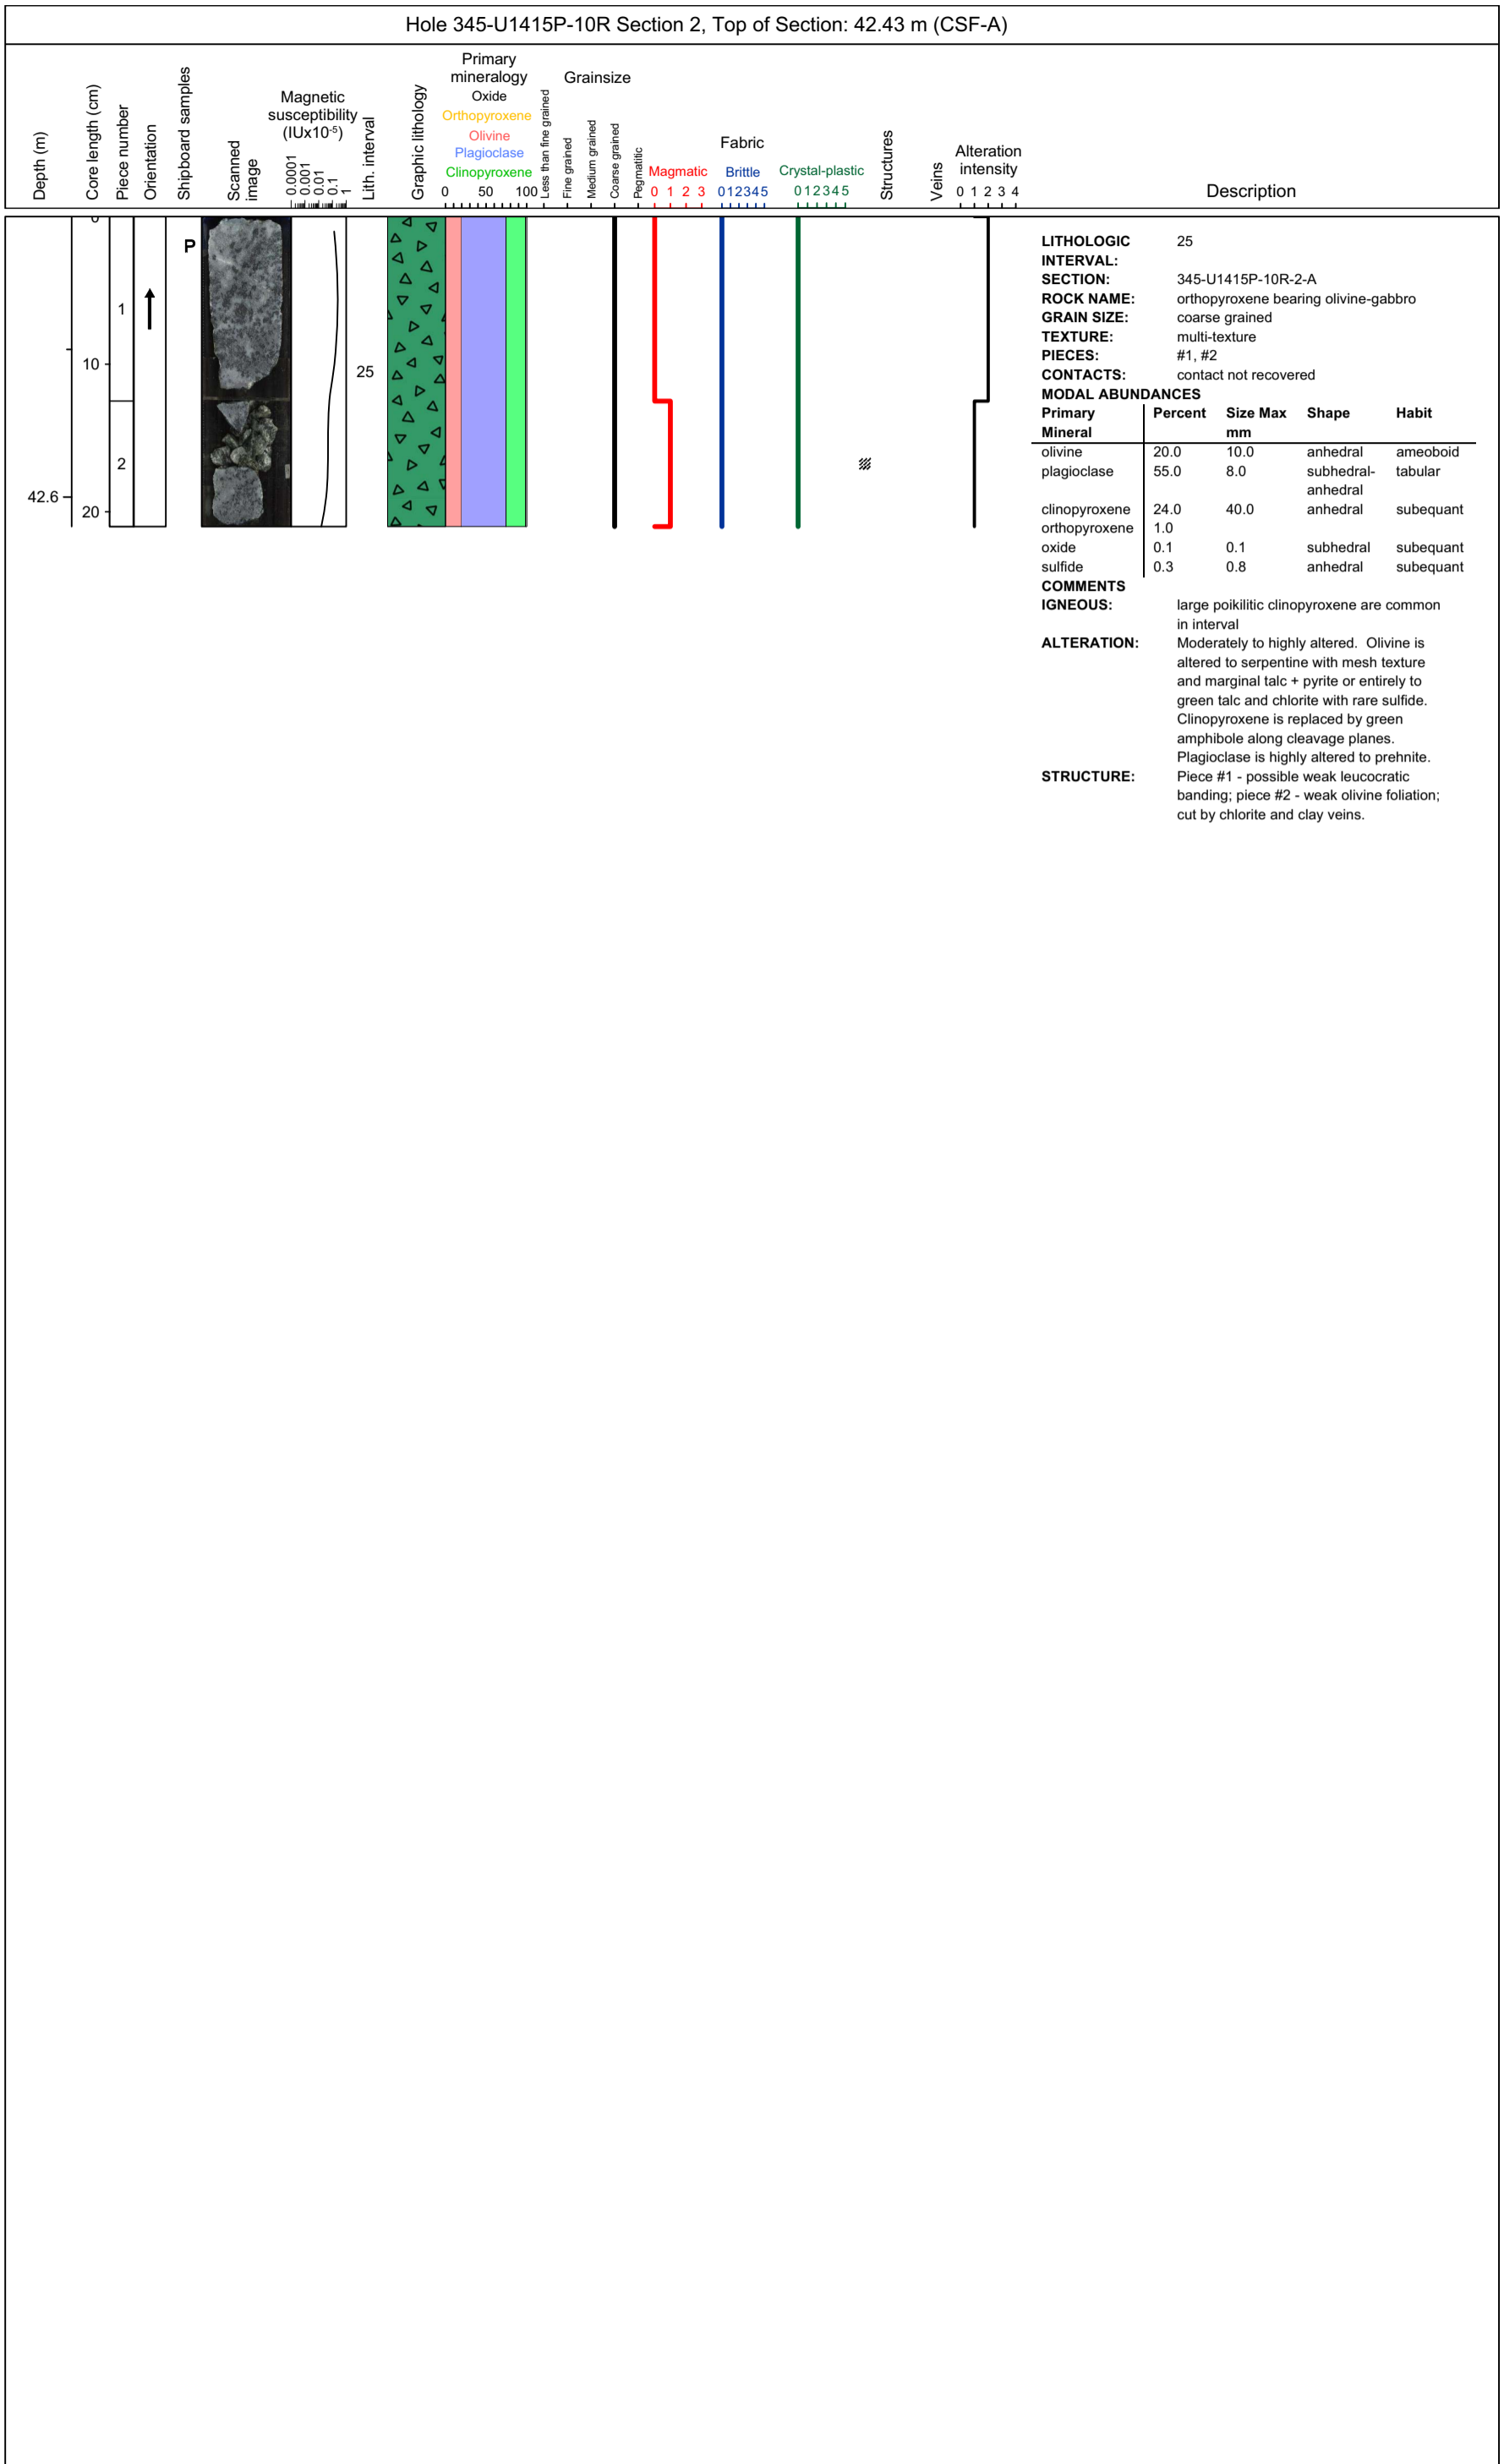 Hole 345-U1415P-10R Section 2, Top of Section: 42.43 m (CSF-A)
Depth (m)
Core length (cm)
Piece number
Orientation
Shipboard samples
Scanned
image
Magnetic
susceptibility
(IUx10-5)
0.0001
0.001
0.01
0.1
1
Lith. interval
Graphic lithology
Primary
mineralogy
Oxide
Orthopyroxene
Olivine
Plagioclase
Clinopyroxene
0 50 100
Grainsize
Less than fine grained
Fine grained
Medium grained
Coarse grained
Pegmatitic
Fabric
Magmatic
0 1 2 3
Brittle
0 1 2 3 4 5
Crystal-plastic
0 1 2 3 4 5
Structures
Veins
Alteration
intensity
0 1 2 3 4
Description
0
P
1
10
25
2
42.6
20
LITHOLOGIC 25
INTERVAL:
SECTION: 345-U1415P-10R-2-A
ROCK NAME: orthopyroxene bearing olivine-gabbro
GRAIN SIZE: coarse grained
TEXTURE: multi-texture
PIECES: #1, #2
CONTACTS: contact not recovered
MODAL ABUNDANCES
Primary Percent Size Max Shape Habit
Mineral mm
olivine 20.0 10.0 anhedral ameoboid
plagioclase 55.0 8.0 subhedral- tabular
anhedral
clinopyroxene 24.0 40.0 anhedral subequant
orthopyroxene 1.0
oxide 0.1 0.1 subhedral subequant
sulfide 0.3 0.8 anhedral subequant
COMMENTS
IGNEOUS: large poikilitic clinopyroxene are common
in interval
ALTERATION: Moderately to highly altered. Olivine is
altered to serpentine with mesh texture
and marginal talc + pyrite or entirely to
green talc and chlorite with rare sulfide.
Clinopyroxene is replaced by green
amphibole along cleavage planes.
Plagioclase is highly altered to prehnite.
STRUCTURE: Piece #1 - possible weak leucocratic
banding; piece #2 - weak olivine foliation;
cut by chlorite and clay veins.